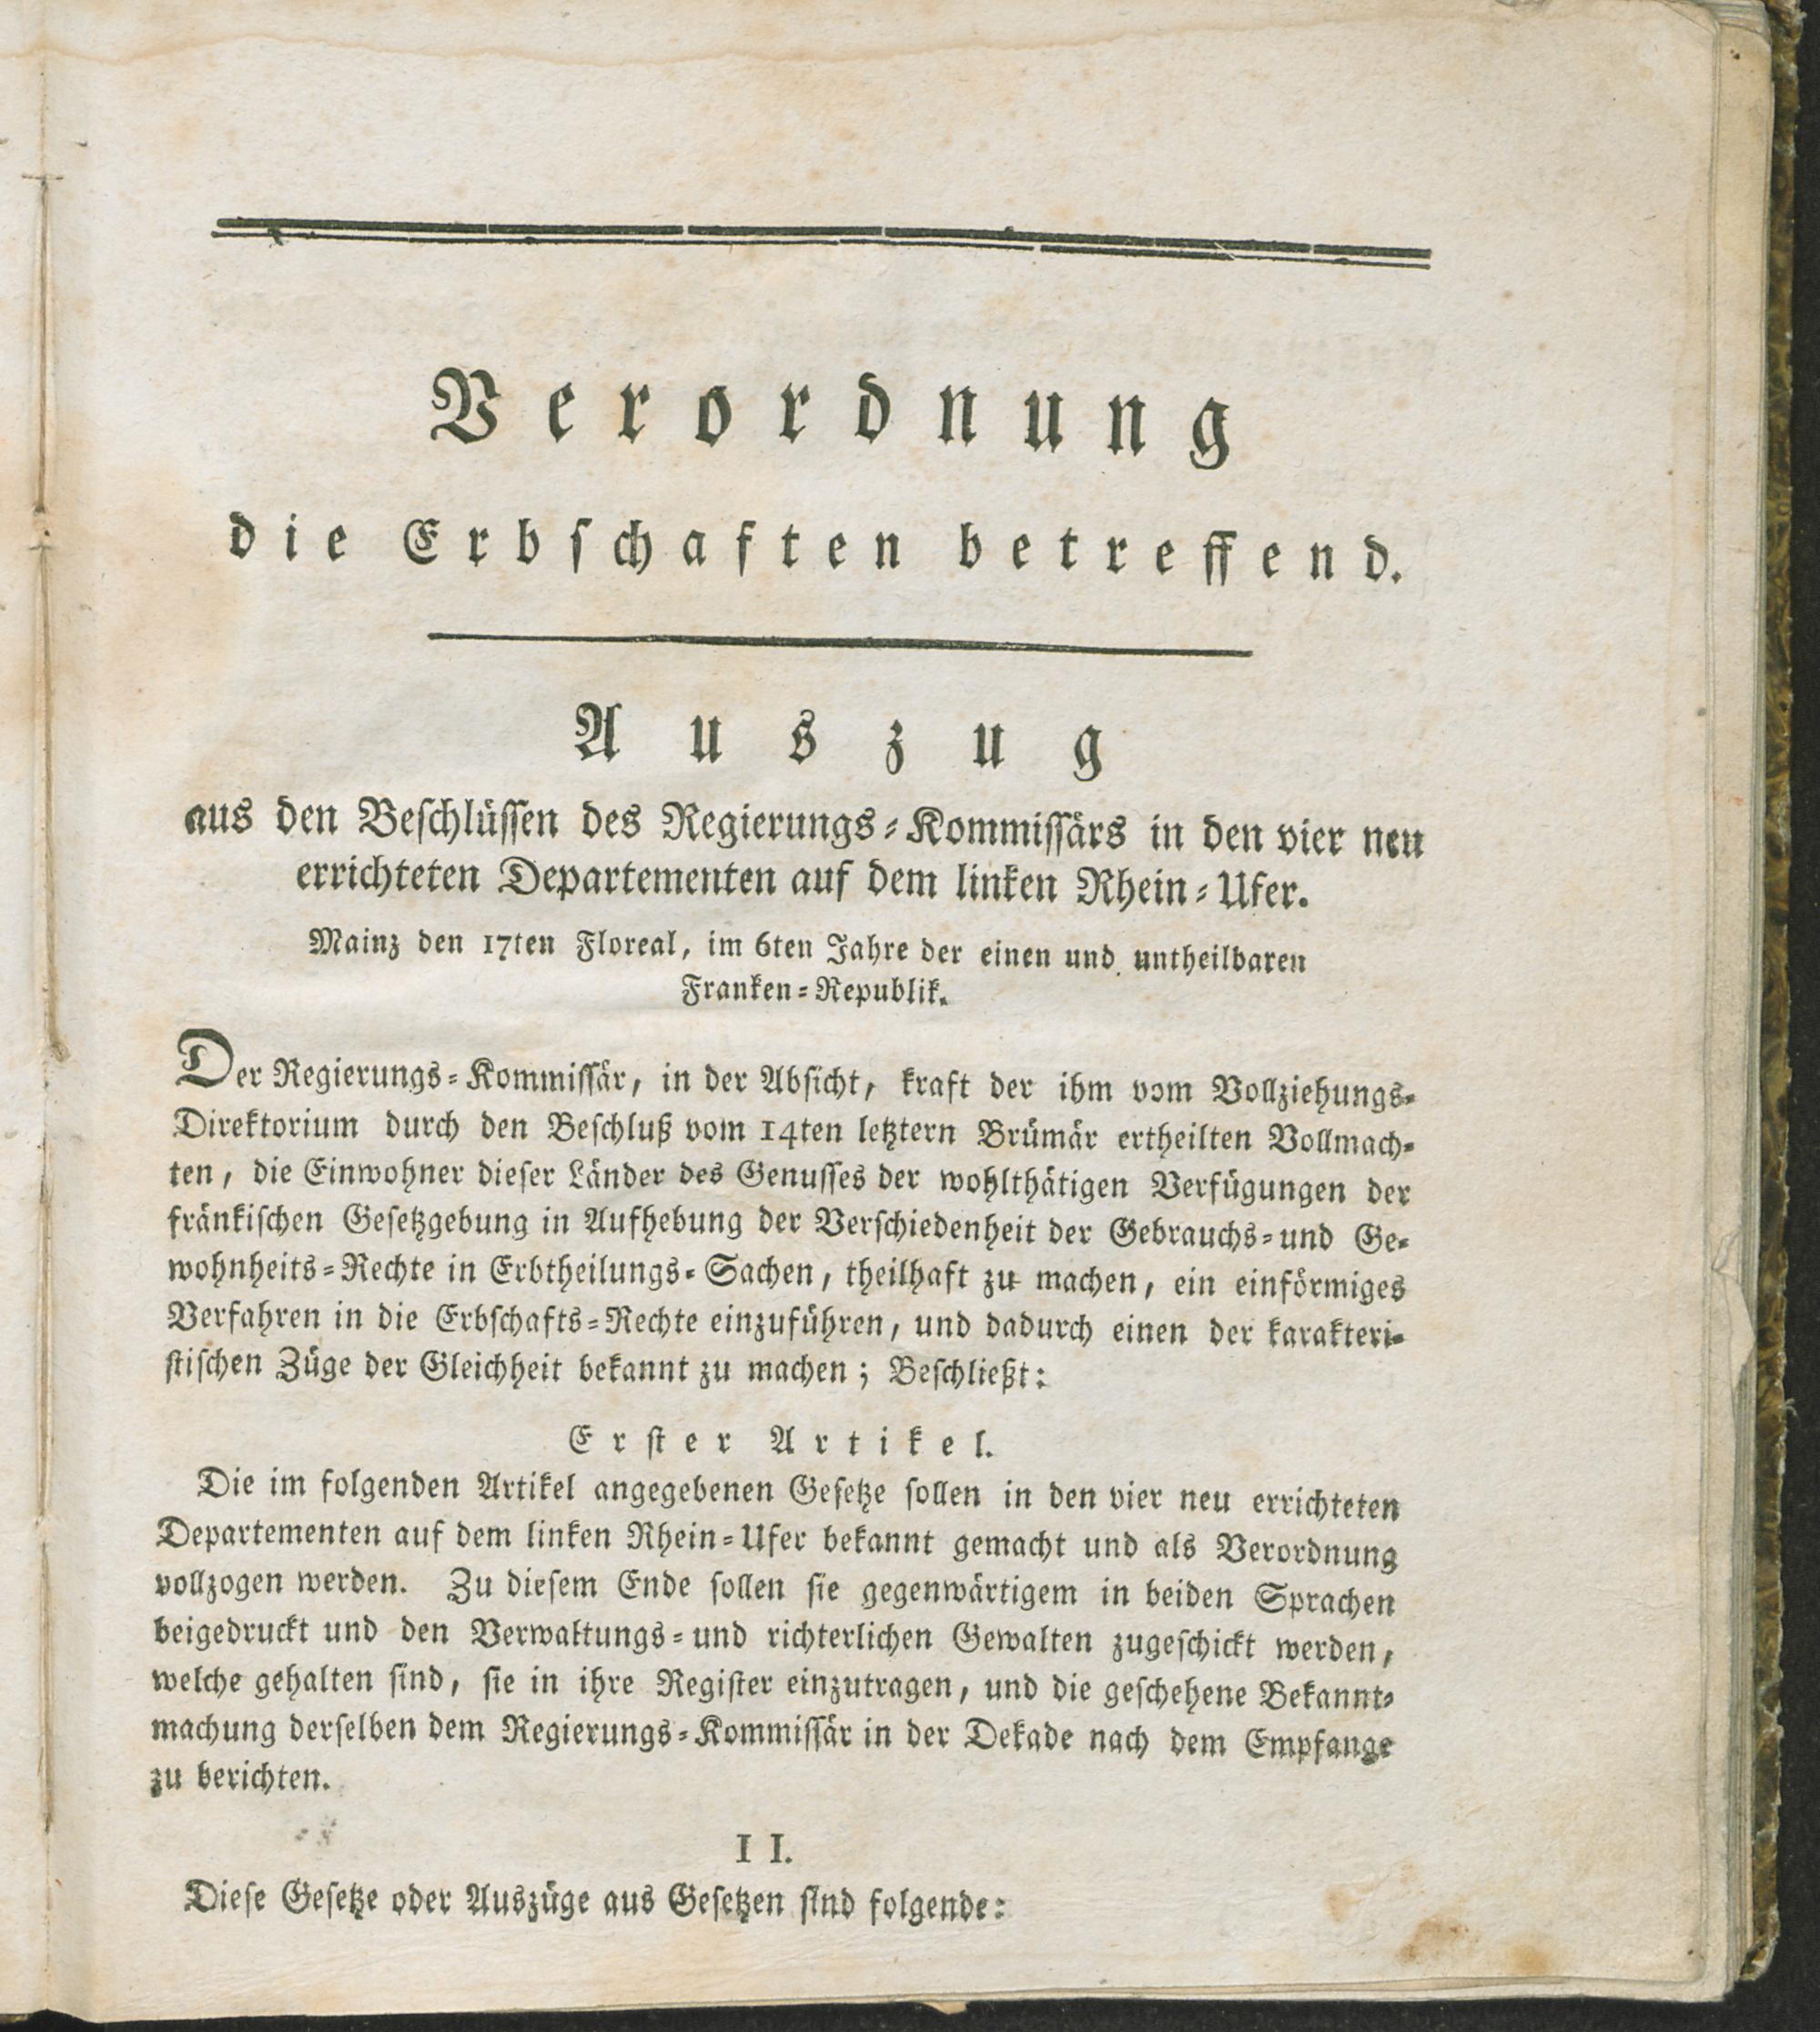 Verordnung
die Erbschaften betreffend.
Auszug
aus den Beschlüssen des Regierungs-Kommissärs in den vier neu
errichteten Departementen auf dem linken Rhein-Ufer.
Mainz den 17ten Floreal, im 6ten Jahre der einen und untheilbaren
Franken-Republik.
Der Regierungs-Kommissär, in der Absicht, kraft der ihm vom Vollziehungs-
Direktorium durch den Beschluß vom 14ten letztern Brümär ertheilten Vollmach-
ten, die Einwohner dieser Länder des Genusses der wohlthätigen Verfügungen der
fränkischen Gesetzgebung in Aufhebung der Verschiedenheit der Gebrauchs-und Ge-
wohnheits-Rechte in Erbtheilungs-Sachen, theilhaft zu machen, ein einförmiges
Verfahren in die Erbschafts-Rechte einzuführen, und dadurch einen der karakteri-
stischen Züge der Gleichheit bekannt zu machen; Beschließt:
Erster Artikel.
Die im folgenden Artikel angegebenen Gesetze sollen in den vier neu errichteten
Departementen auf dem linken Rhein-Ufer bekannt gemacht und als Verordnung
vollzogen werden. Zu diesem Ende sollen sie gegenwärtigem in beiden Sprachen
beigedruckt und den Verwaltungs-und richterlichen Gewalten zugeschickt werden,
welche gehalten sind, sie in ihre Register einzutragen, und die geschehene Bekannt-
machung derselben dem Regierungs-Kommissär in der Dekade nach dem Empfange
zu berichten.
II.
Diese Gesetze oder Auszüge aus Gesetzen sind folgende: